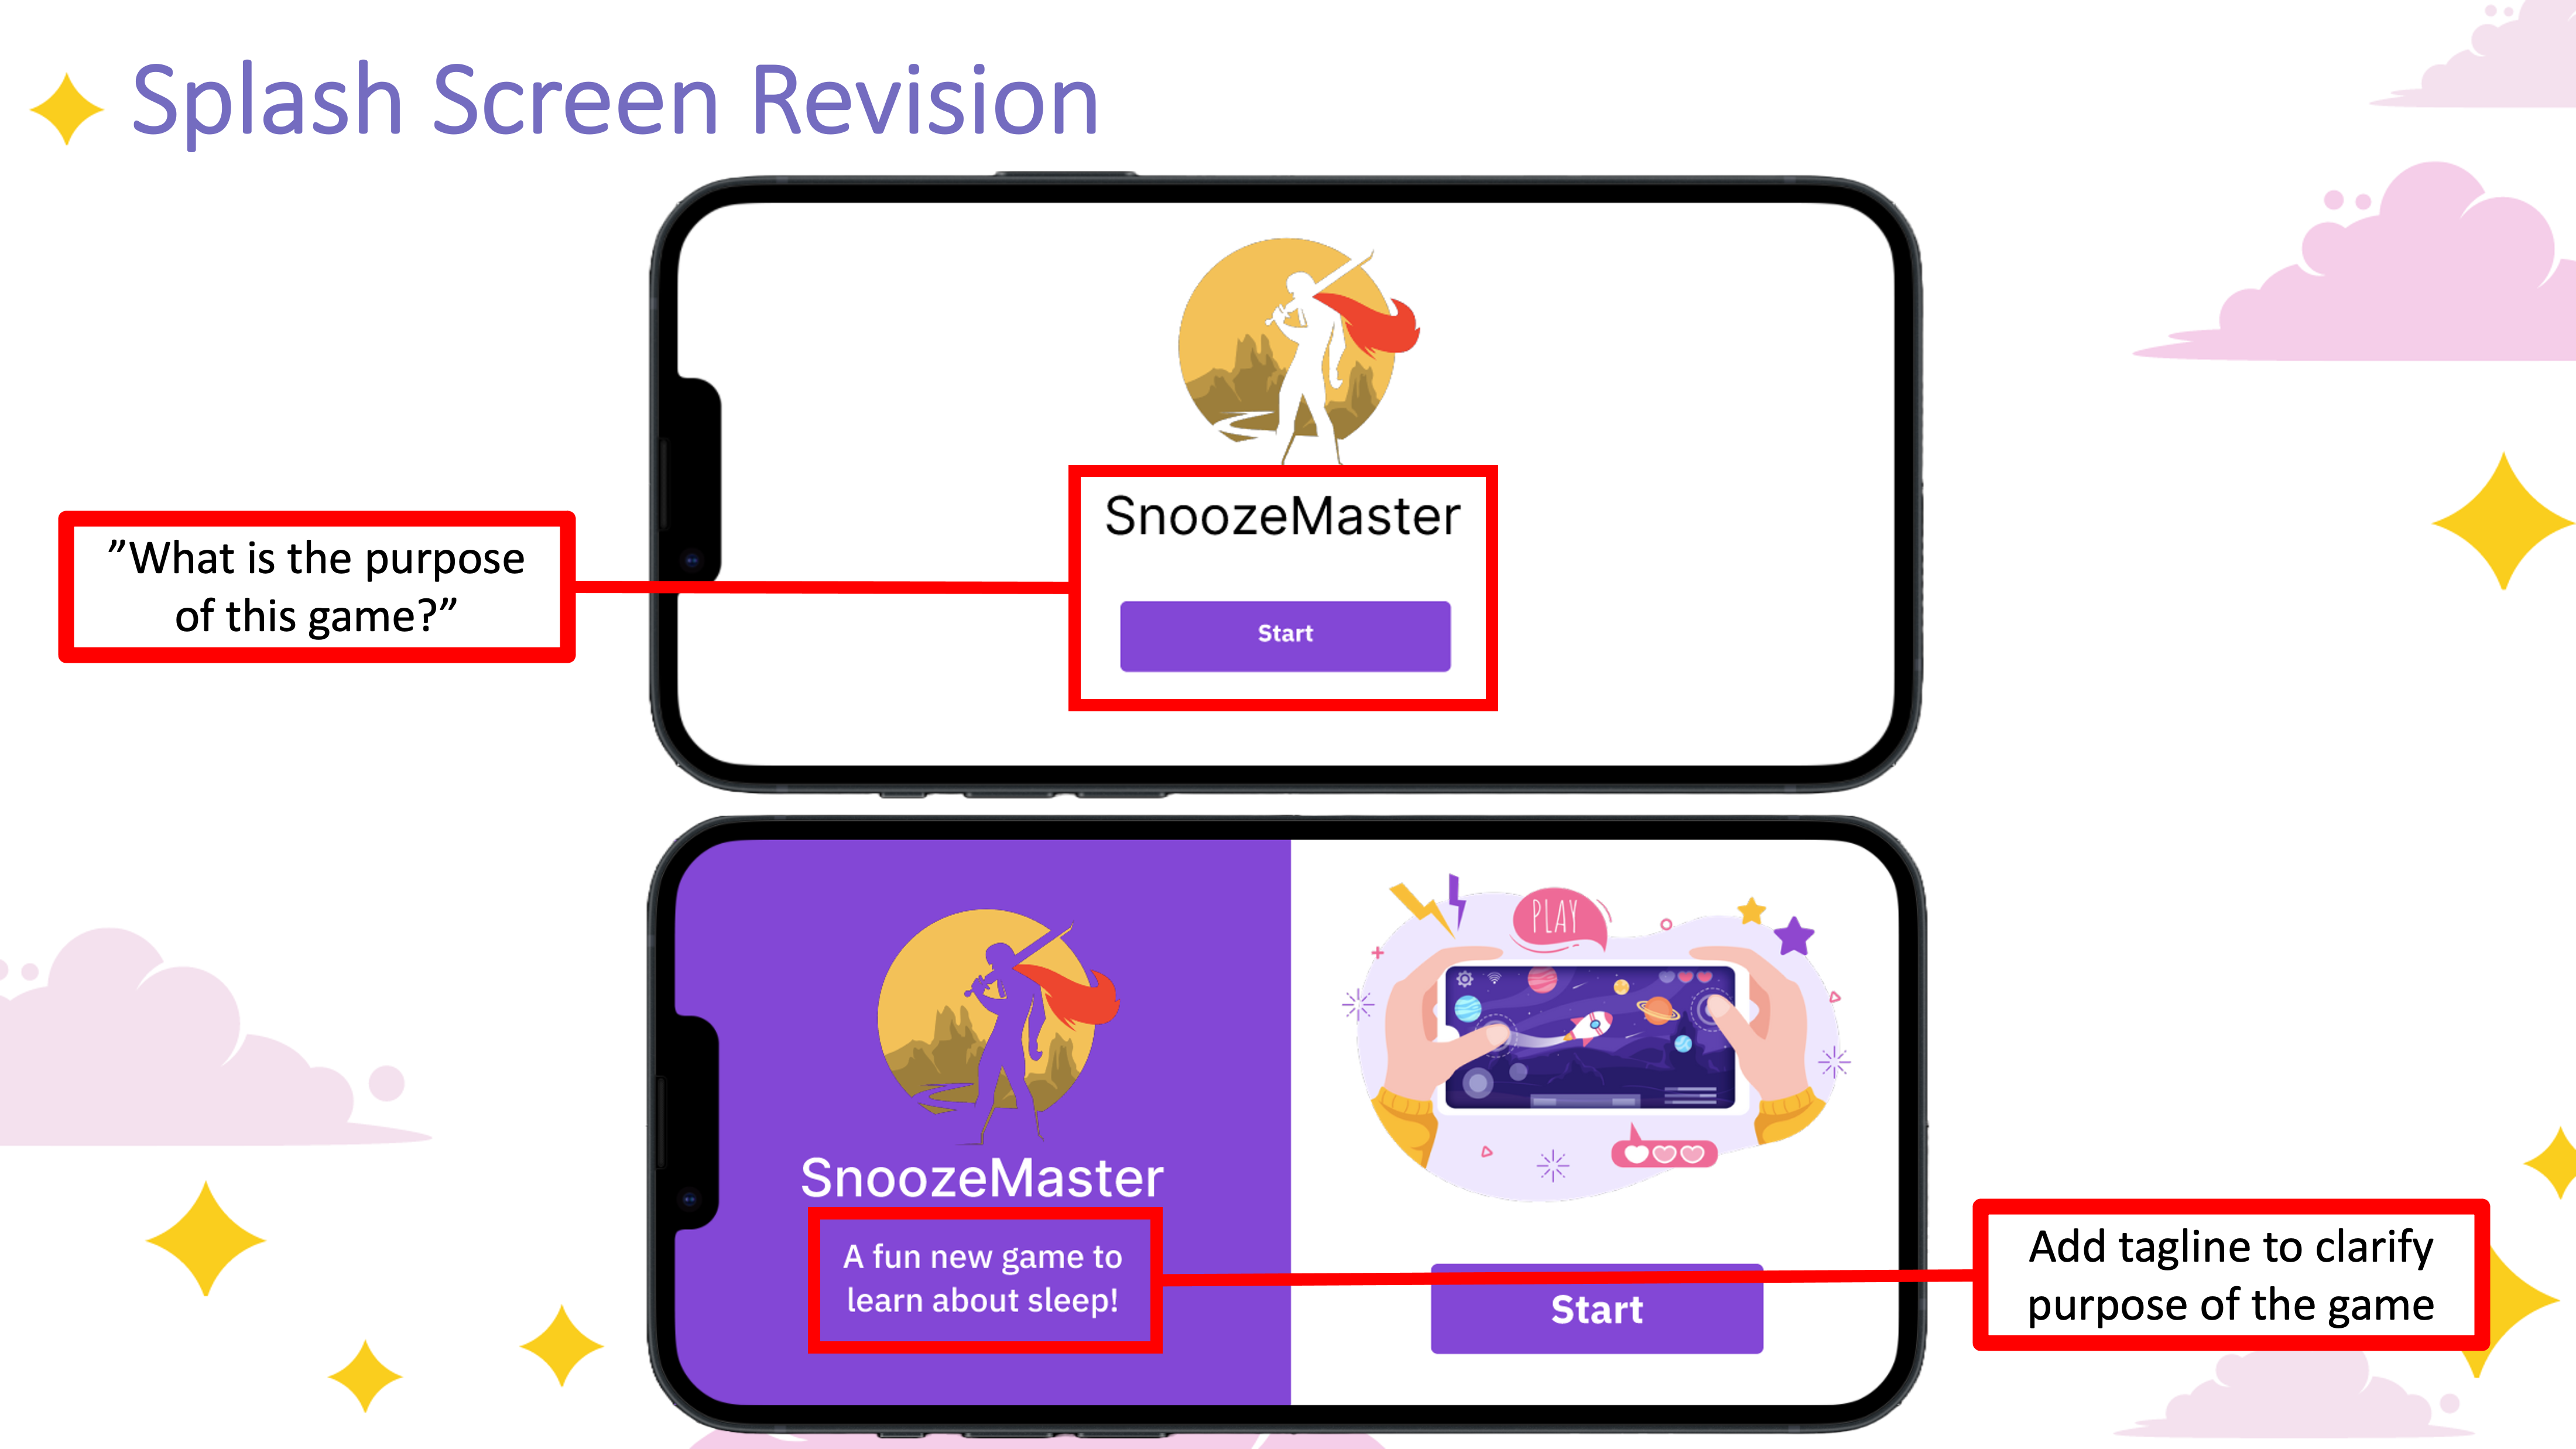 Splash Screen Revision
SnoozeMaster
Start
”What is the purpose
of this game?”
PLAY
SnoozeMaster
A fun new game to
learn about sleep!
Start
Add tagline to clarify
purpose of the game